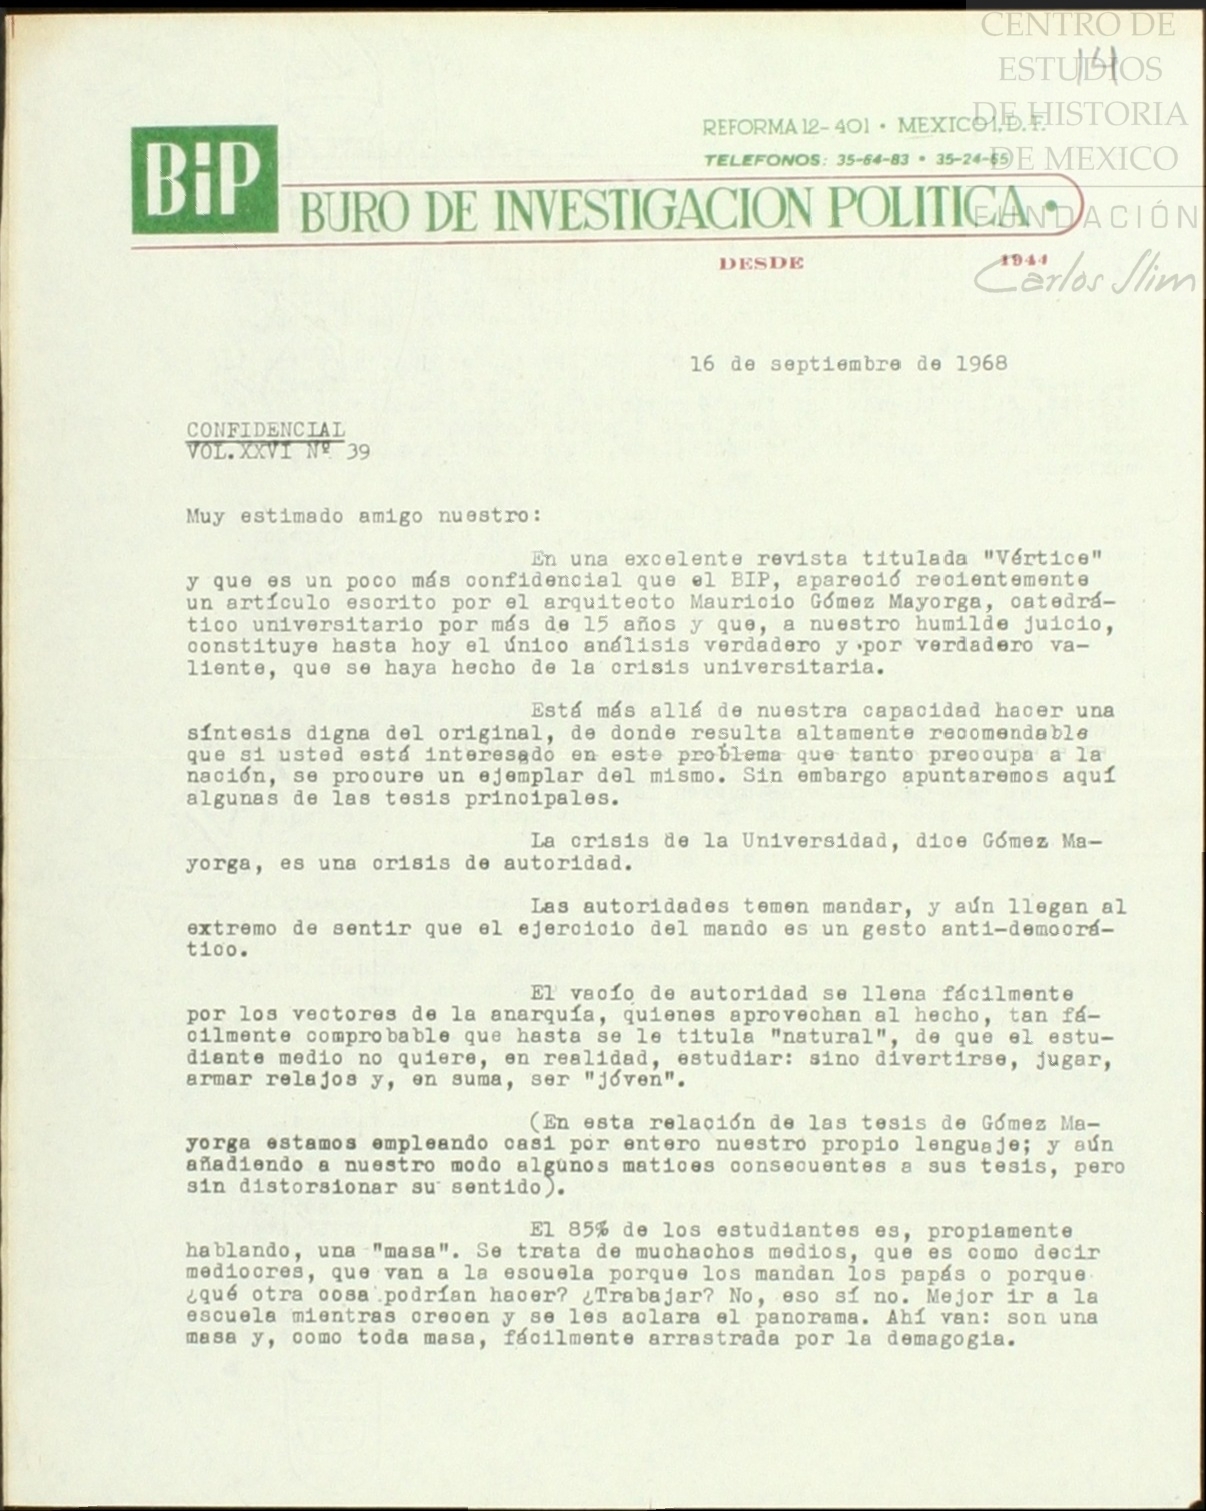 CENTRO DE
ESTUDIOS
DE HISTORIA
DE MEXICO
FUNDACIÓN
Carlos Slim
141
BiP
REFORMA 12-401 • MEXICO 1, D. F.
TELEFONOS: 35-64-83 • 35-24-65
BURO DE INVESTIGACION POLITICA •
DESDE 1944
16 de septiembre de 1968
CONFIDENCIAL
VOL. XXVI Nº 39
Muy estimado amigo nuestro:
En una excelente revista titulada "Vértice"
y que es un poco más confidencial que el BIP, apareció recientemente
un artículo escrito por el arquitecto Mauricio Gómez Mayorga, catedrá-
tico universitario por más de 15 años y que, a nuestro humilde juicio,
constituye hasta hoy el único análisis verdadero y por verdadero va-
liente, que se haya hecho de la crisis universitaria.
Está más allá de nuestra capacidad hacer una
síntesis digna del original, de donde resulta altamente recomendable
que si usted está interesado en este problema que tanto preocupa a la
nación, se procure un ejemplar del mismo. Sin embargo apuntaremos aquí
algunas de las tesis principales.
La crisis de la Universidad, dice Gómez Ma-
yorga, es una crisis de autoridad.
Las autoridades temen mandar, y aún llegan al
extremo de sentir que el ejercicio del mando es un gesto anti-democrá-
tico.
El vacío de autoridad se llena fácilmente
por los vectores de la anarquía, quienes aprovechan al hecho, tan fá-
cilmente comprobable que hasta se le titula "natural", de que el estu-
diante medio no quiere, en realidad, estudiar: sino divertirse, jugar,
armar relajos y, en suma, ser "jóven".
(En esta relación de las tesis de Gómez Ma-
yorga estamos empleando casi por entero nuestro propio lenguaje; y aún
añadiendo a nuestro modo algunos matices consecuentes a sus tesis, pero
sin distorsionar su sentido).
El 85% de los estudiantes es, propiamente
hablando, una "masa". Se trata de muchachos medios, que es como decir
mediocres, que van a la escuela porque los mandan los papás o porque
¿qué otra cosa podrían hacer? ¿Trabajar? No, eso sí no. Mejor ir a la
escuela mientras crecen y se les aclara el panorama. Ahí van: son una
masa y, como toda masa, fácilmente arrastrada por la demagogia.